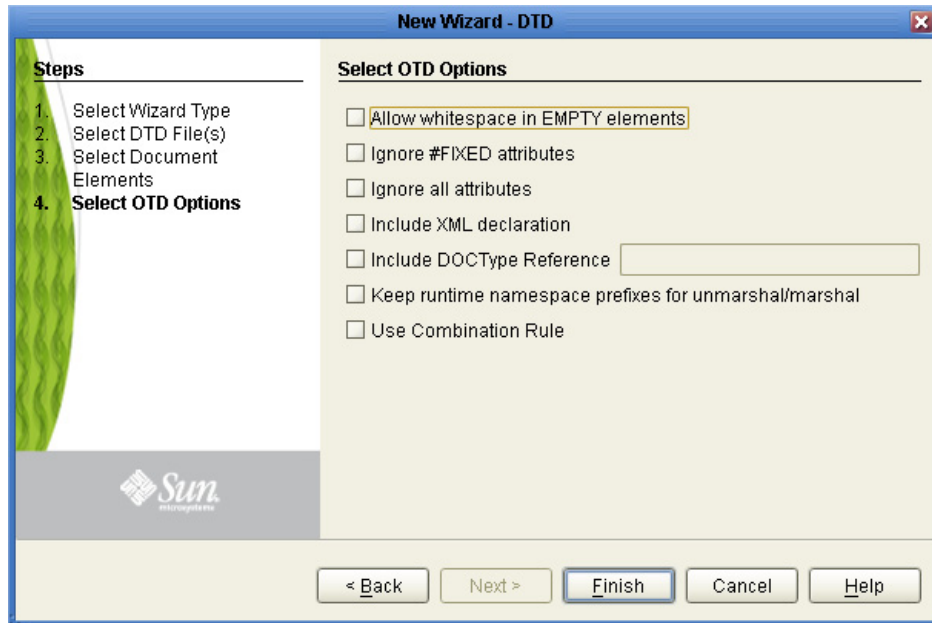 New Wizard - DTD
Steps
1. Select Wizard Type
2. Select DTD File(s)
3. Select Document
Elements
4. Select OTD Options
Sun
microsystems
Select OTD Options
Allow whitespace in EMPTY elements
Ignore #FIXED attributes
Ignore all attributes
Include XML declaration
Include DOCType Reference
Keep runtime namespace prefixes for unmarshal/marshal
Use Combination Rule
< Back
Next >
Finish
Cancel
Help